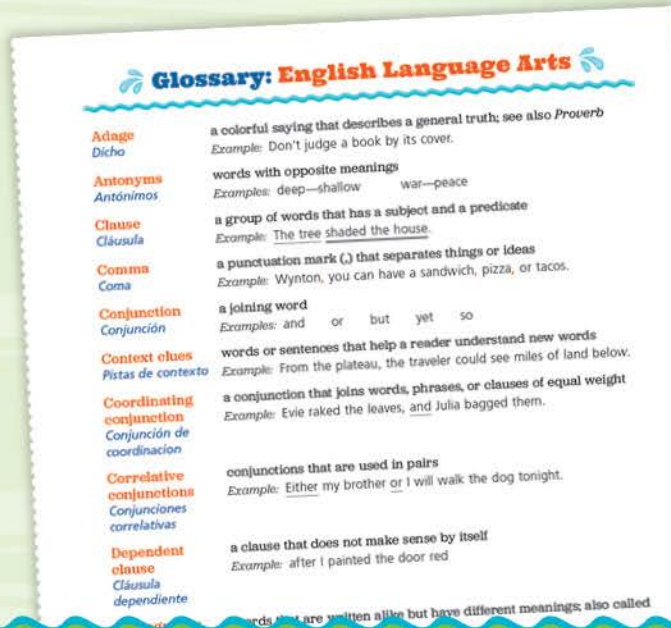 Glossary: English Language Arts
Adage
Dicho
a colorful saying that describes a general truth; see also Proverb
Example: Don't judge a book by its cover.
Antonyms
Antónimos
words with opposite meanings
Examples: deep—shallow war—peace
Clause
Cláusula
a group of words that has a subject and a predicate
Example: The tree shaded the house.
Comma
Coma
a punctuation mark (,) that separates things or ideas
Example: Wynton, you can have a sandwich, pizza, or tacos.
Conjunction
Conjunción
a joining word
Examples: and or but yet so
Context clues
Pistas de contexto
words or sentences that help a reader understand new words
Example: From the plateau, the traveler could see miles of land below.
Coordinating
conjunction
Conjunción de
coordinacion
a conjunction that joins words, phrases, or clauses of equal weight
Example: Evie raked the leaves, and Julia bagged them.
Correlative
conjunctions
Conjunciones
correlativas
conjunctions that are used in pairs
Example: Either my brother or I will walk the dog tonight.
Dependent
clause
Cláusula
dependiente
a clause that does not make sense by itself
Example: after I painted the door red
are written alike but have different meanings; also called